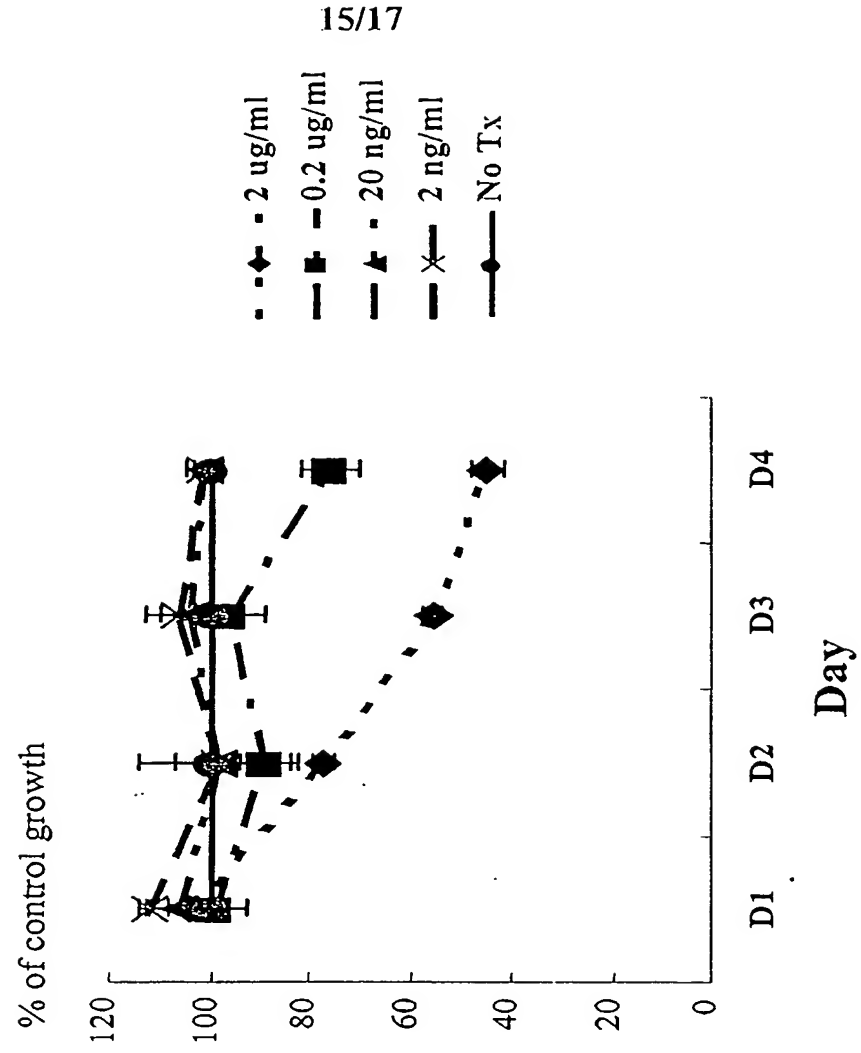 15/17
2 ug/ml
0.2 ug/ml
20 ng/ml
2 ng/ml
No Tx
% of control growth
120
100
80
60
40
20
0
D1 D2 D3 D4
Day